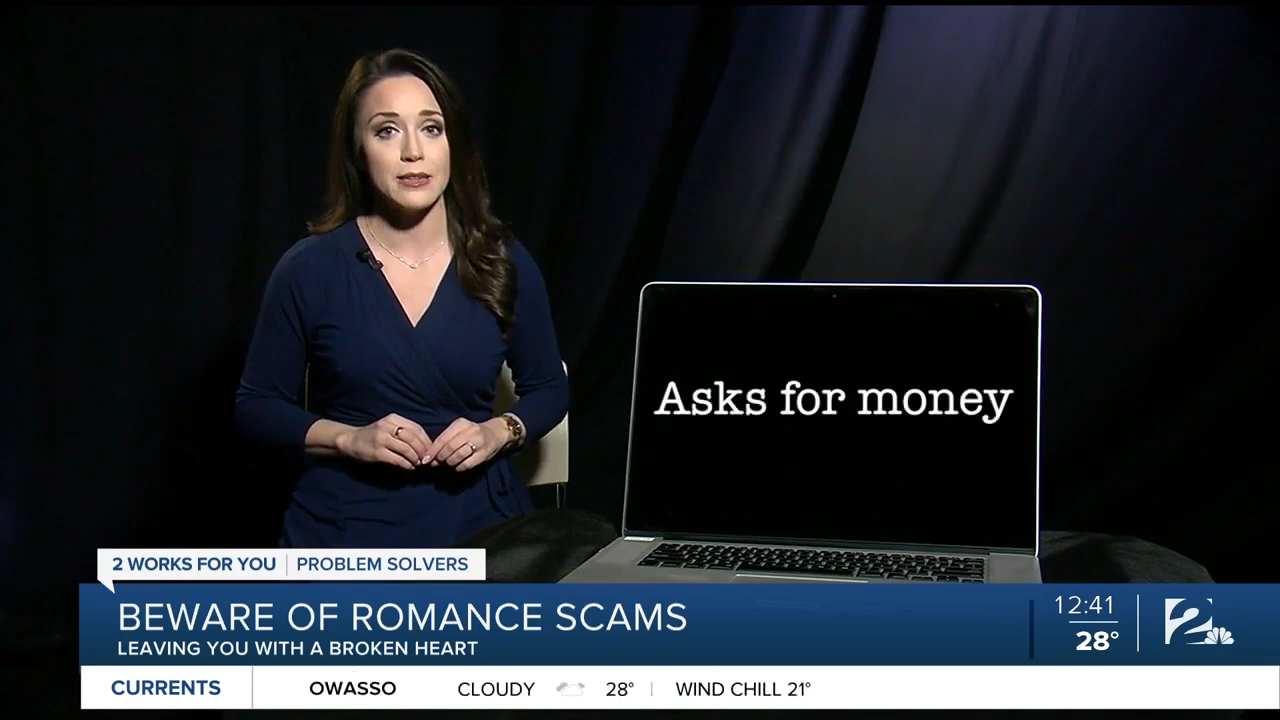 Asks for money
2 WORKS FOR YOU | PROBLEM SOLVERS
BEWARE OF ROMANCE SCAMS
LEAVING YOU WITH A BROKEN HEART
12:41
28°
2
CURRENTS
OWASSO CLOUDY 28° | WIND CHILL 21°